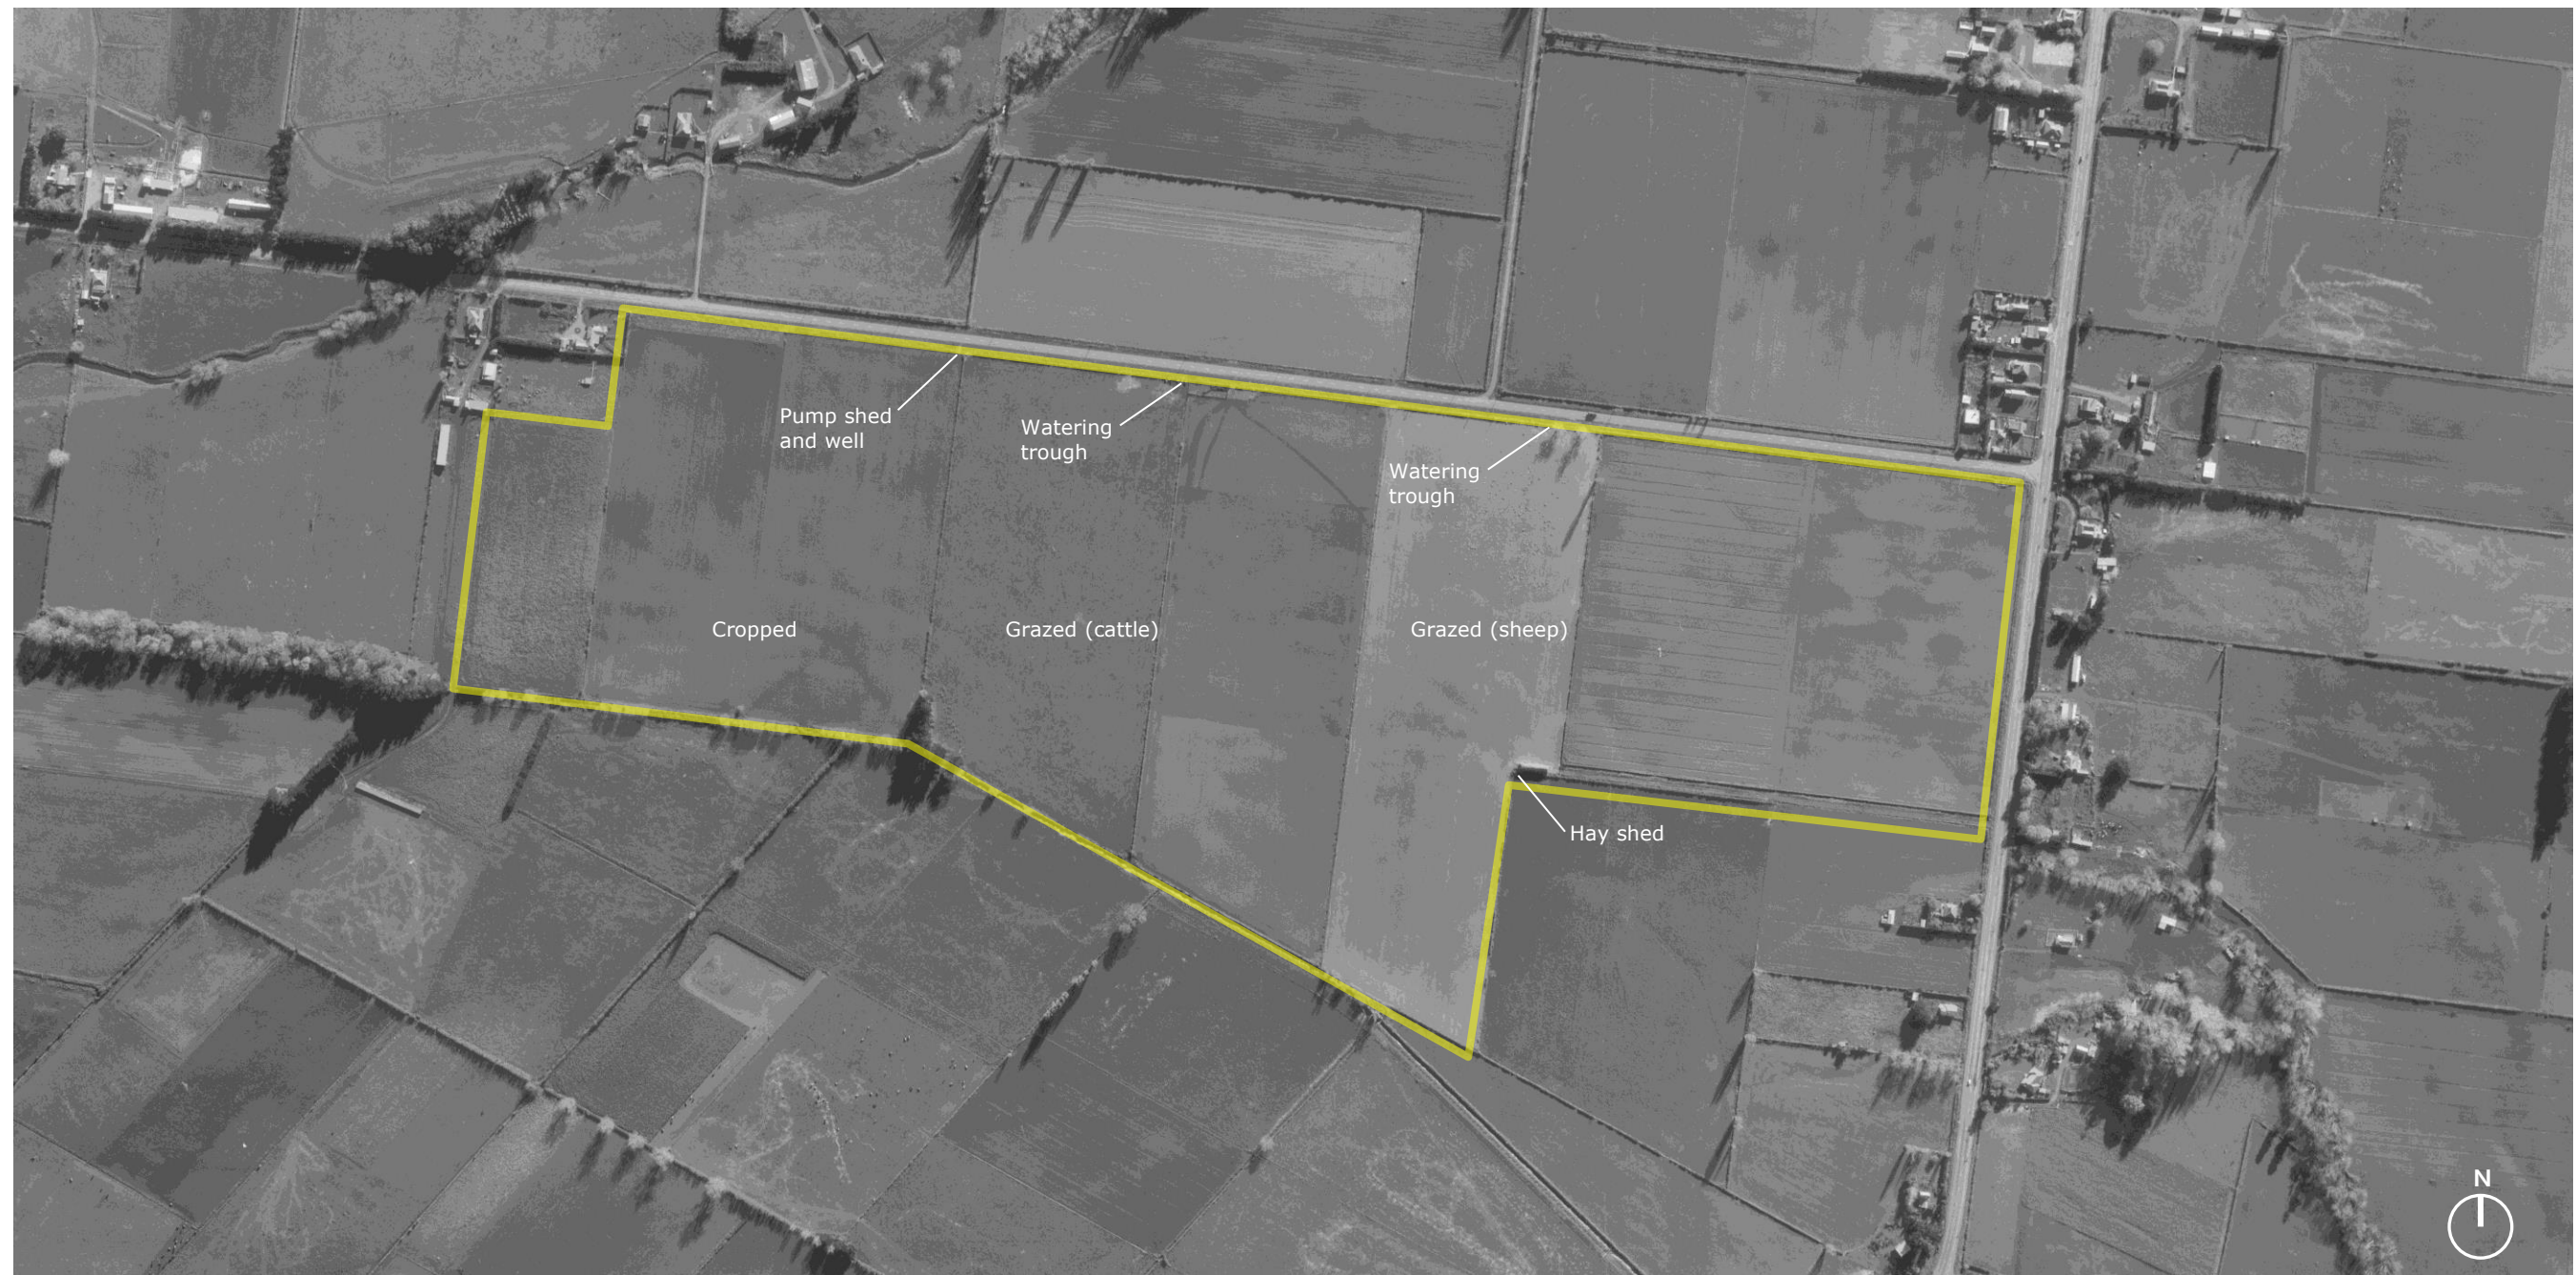 Pump shed
and well
Watering
trough
Watering
trough
Cropped
Grazed (cattle)
Grazed (sheep)
Hay shed
N